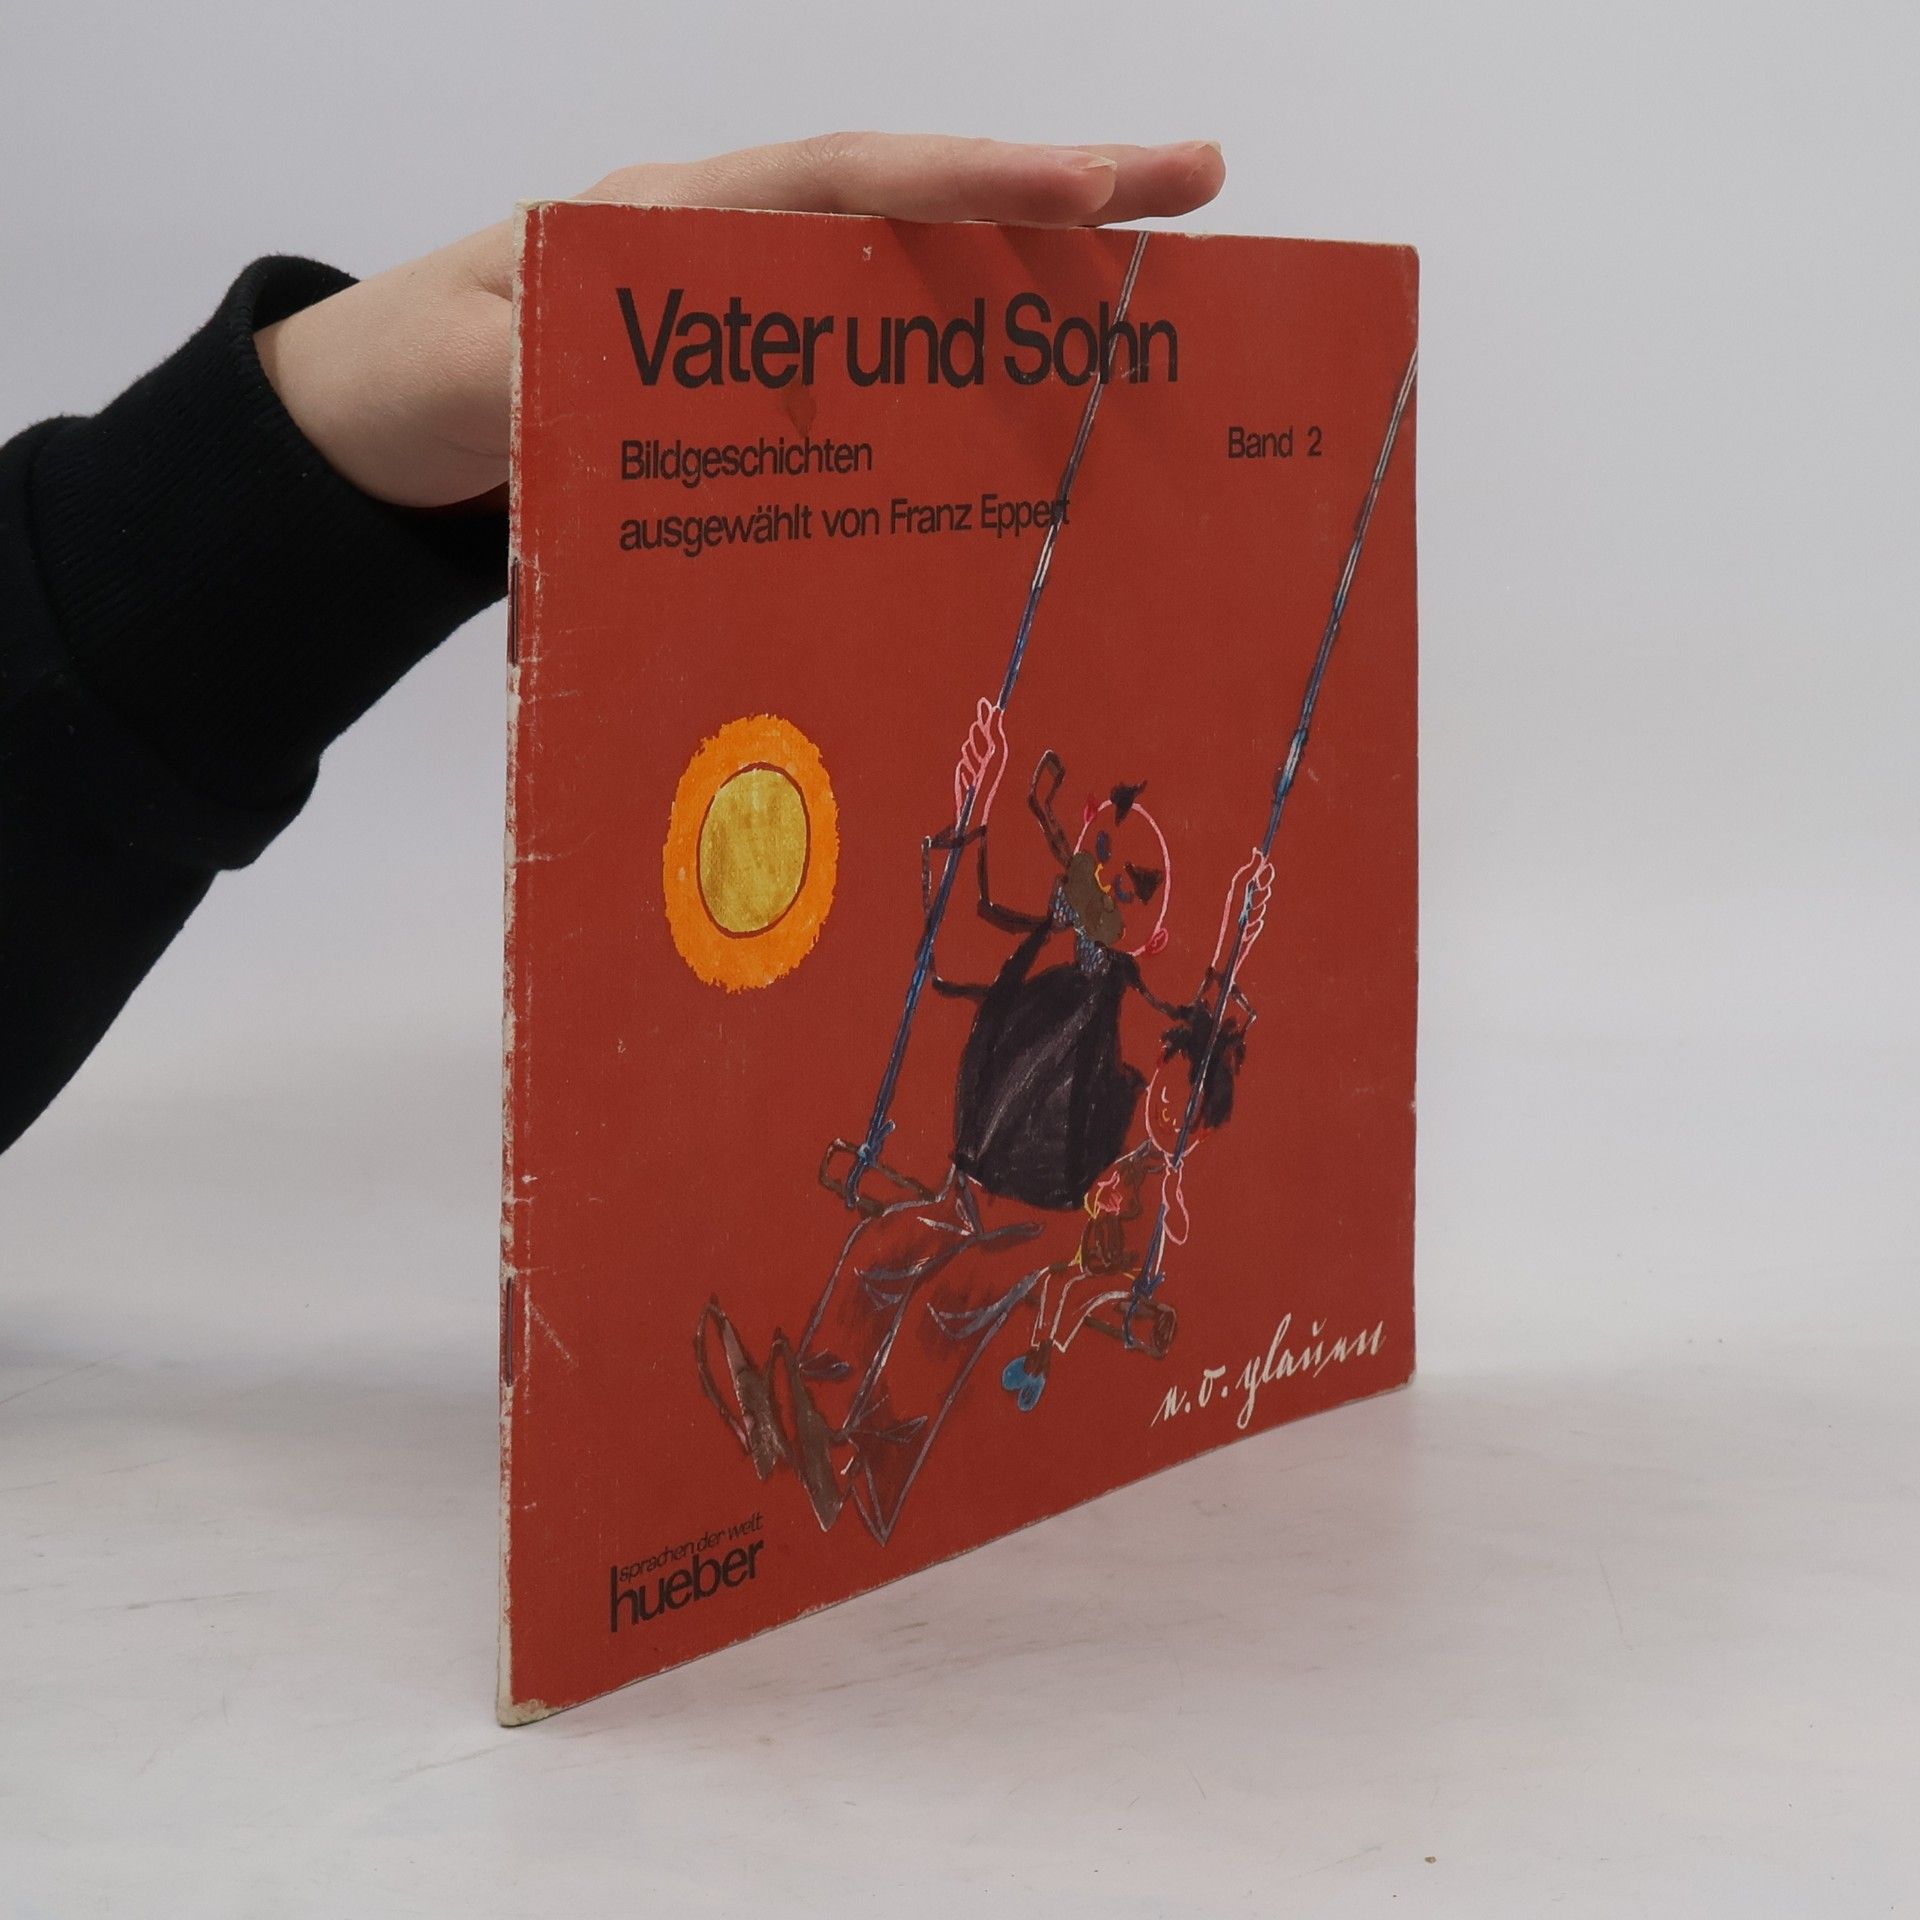 Vater und Sohn
Bildgeschichten
Band 2
ausgewählt von Franz Eppert
e.o.plauen
sprachen der welt
hueber